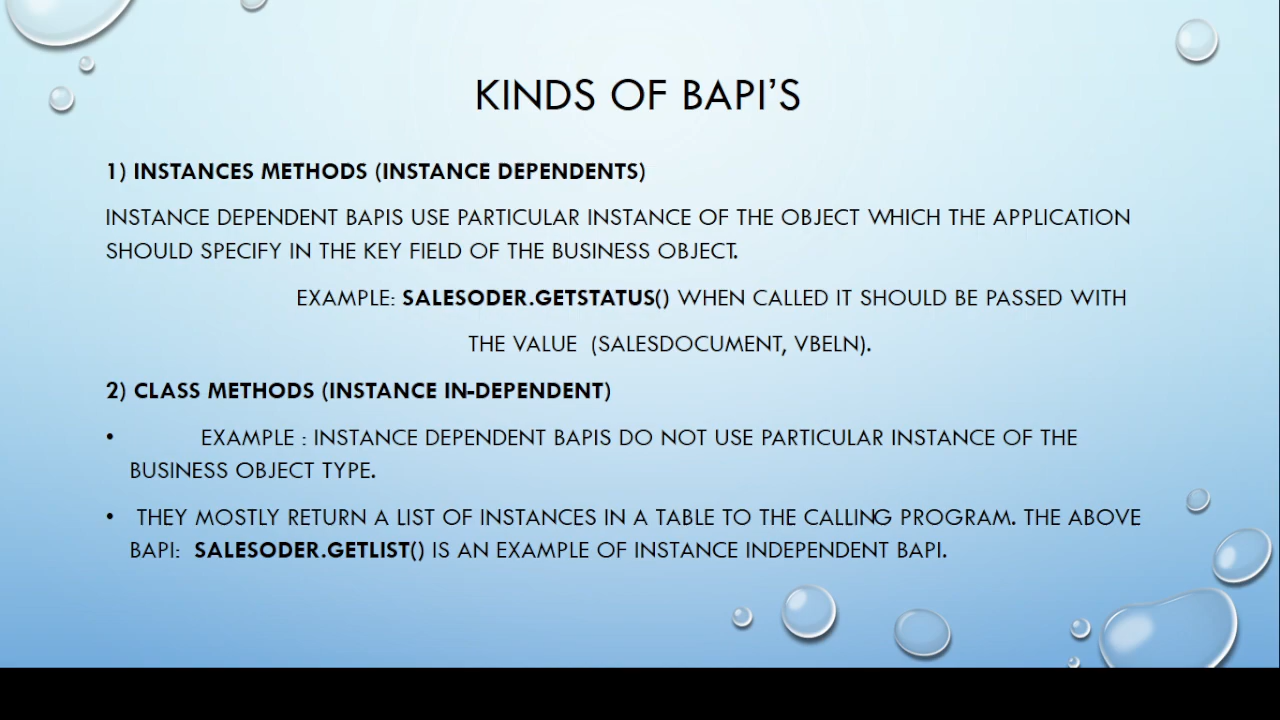 KINDS OF BAPI’S
1) INSTANCES METHODS (INSTANCE DEPENDENTS)
INSTANCE DEPENDENT BAPIS USE PARTICULAR INSTANCE OF THE OBJECT WHICH THE APPLICATION
SHOULD SPECIFY IN THE KEY FIELD OF THE BUSINESS OBJECT.
EXAMPLE: SALESODER.GETSTATUS() WHEN CALLED IT SHOULD BE PASSED WITH
THE VALUE (SALESDOCUMENT, VBELN).
2) CLASS METHODS (INSTANCE IN-DEPENDENT)
• EXAMPLE : INSTANCE DEPENDENT BAPIS DO NOT USE PARTICULAR INSTANCE OF THE
BUSINESS OBJECT TYPE.
• THEY MOSTLY RETURN A LIST OF INSTANCES IN A TABLE TO THE CALLING PROGRAM. THE ABOVE
BAPI: SALESODER.GETLIST() IS AN EXAMPLE OF INSTANCE INDEPENDENT BAPI.